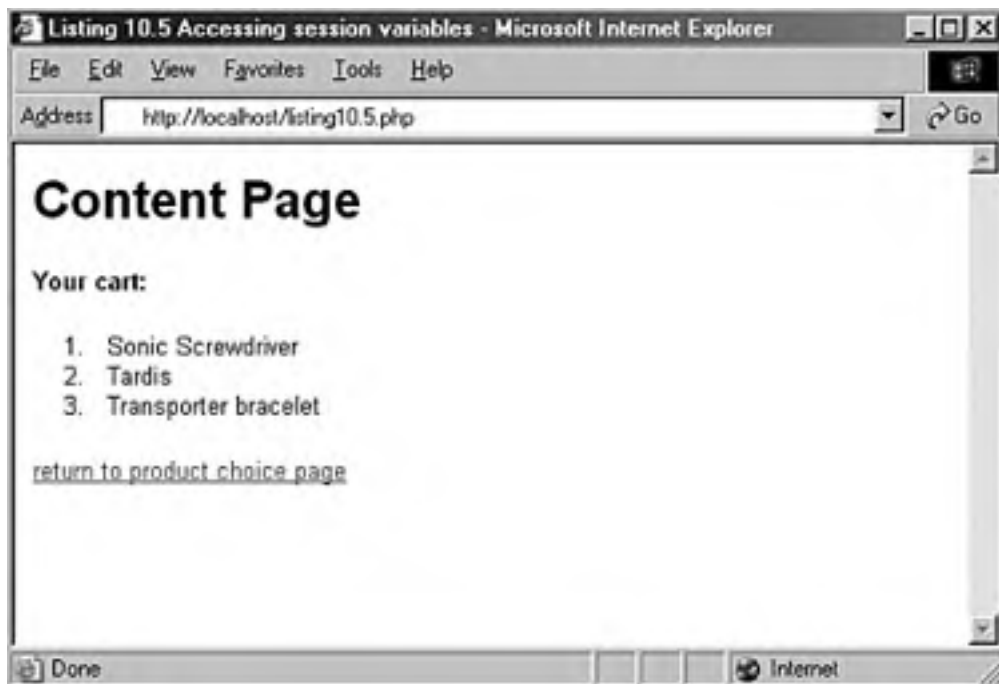 Listing 10.5 Accessing session variables - Microsoft Internet Explorer
File Edit View Favorites Tools Help
Address http://localhost/listing10.5.php Go
Content Page
Your cart:
1. Sonic Screwdriver
2. Tardis
3. Transporter bracelet
return to product choice page
Done Internet